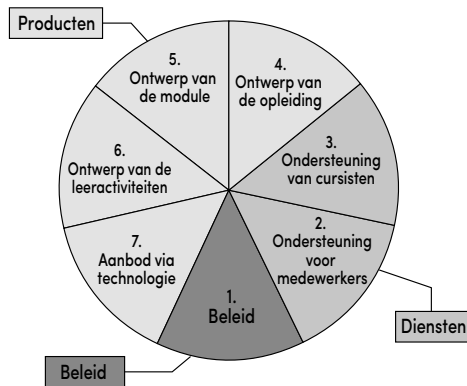 Producten
5.
Ontwerp van
de module
4.
Ontwerp van
de opleiding
6.
Ontwerp van de
leeractiviteiten
3.
Ondersteuning
van cursisten
7.
Aanbod via
technologie
2.
Ondersteuning
voor
medewerkers
1.
Beleid
Diensten
Beleid